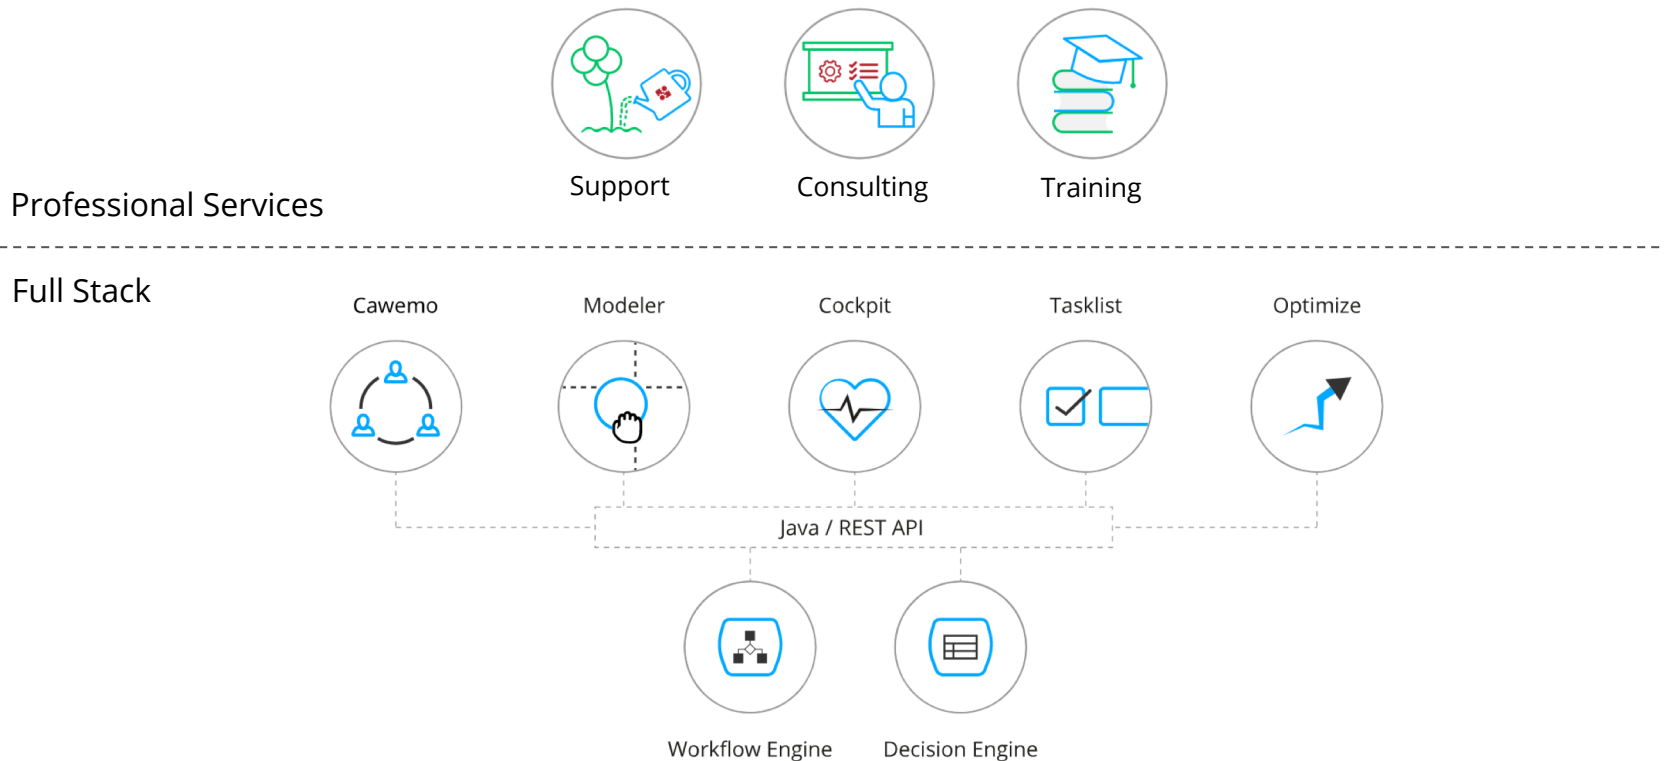 Support
Consulting
Training
Professional Services
Full Stack
Cawemo
Modeler
Cockpit
Tasklist
Optimize
Java / REST API
Workflow Engine
Decision Engine